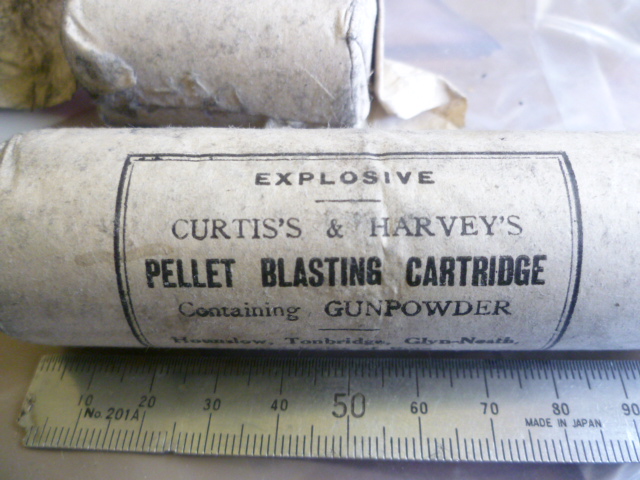 EXPLOSIVE
CURTIS'S & HARVEY'S
PELLET BLASTING CARTRIDGE
Containing GUNPOWDER
Hounslow, Tonbridge, Glyn-Neath,
10 20 30 40 50 60 70 80 90
No. 201A
MADE IN JAPAN